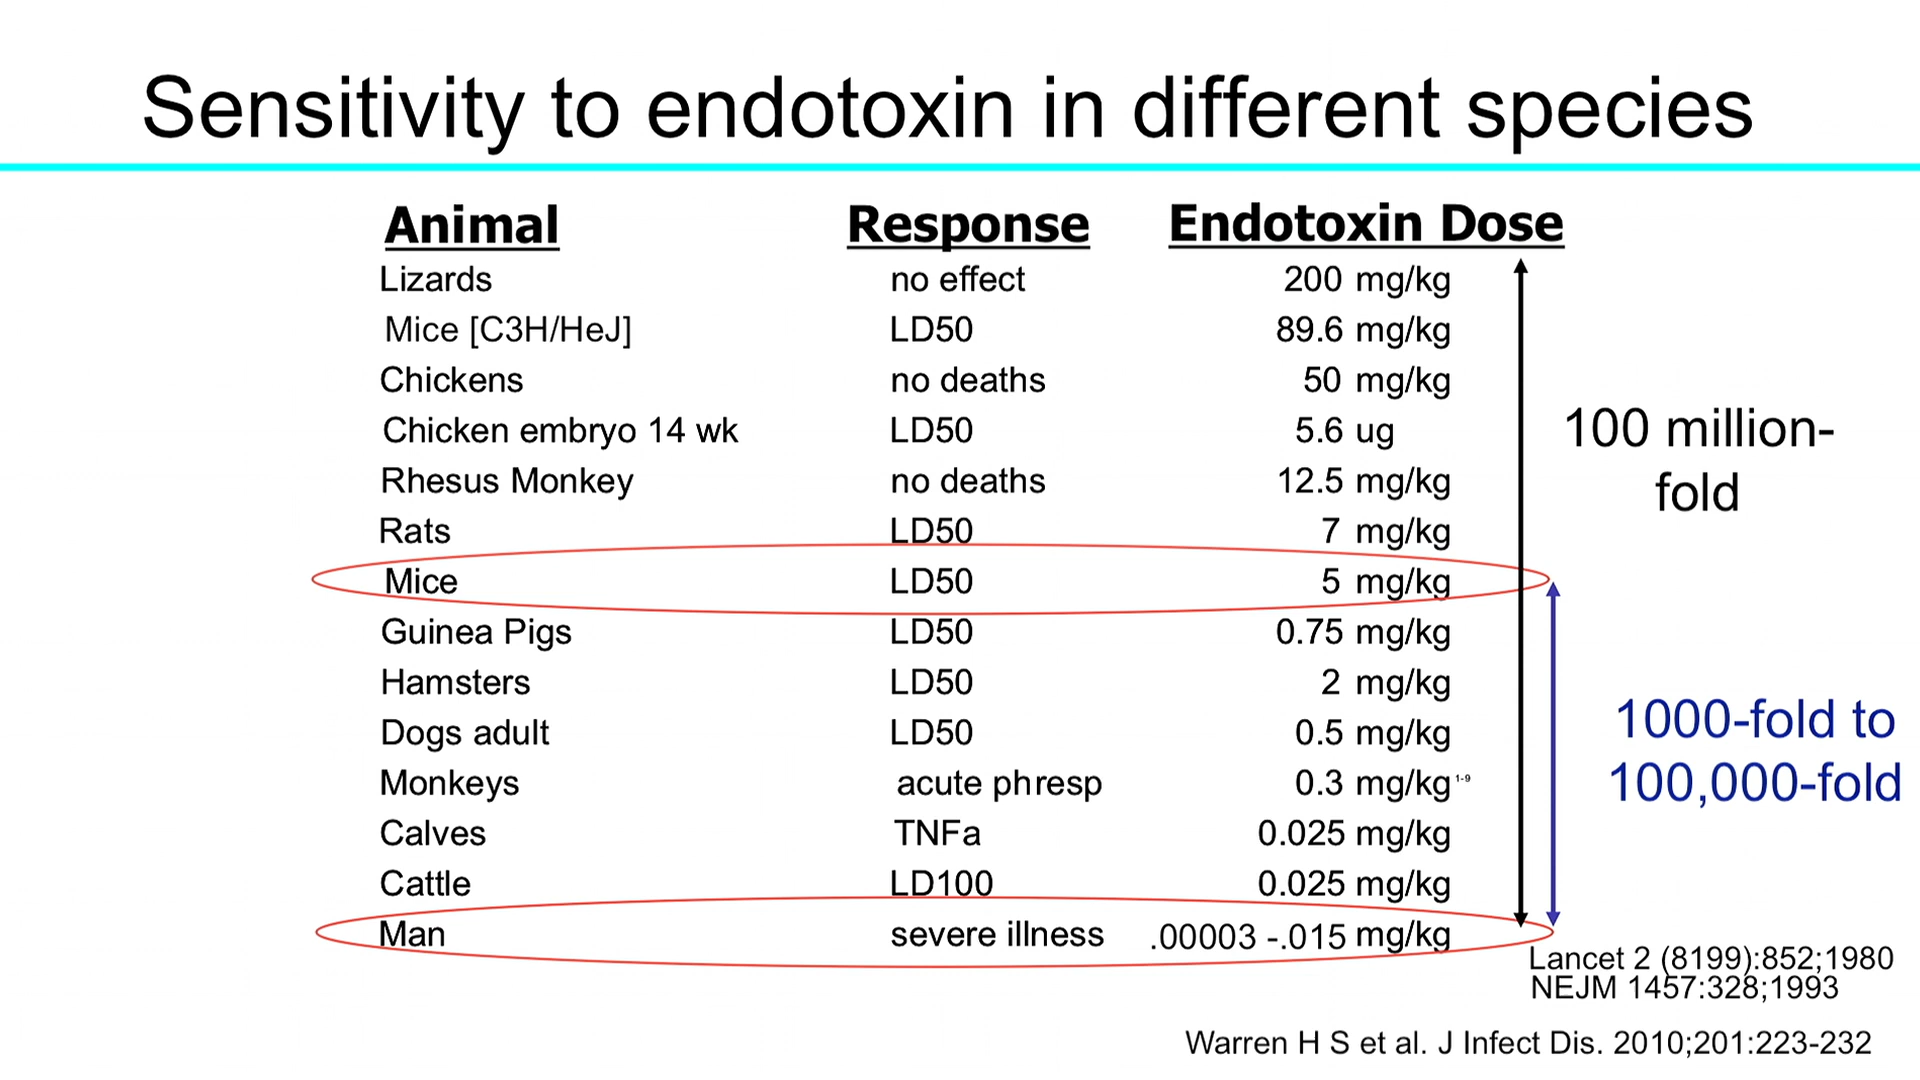 Sensitivity to endotoxin in different species
Animal Response Endotoxin Dose
Lizards no effect 200 mg/kg
Mice [C3H/HeJ] LD50 89.6 mg/kg
Chickens no deaths 50 mg/kg
Chicken embryo 14 wk LD50 5.6 ug
Rhesus Monkey no deaths 12.5 mg/kg
Rats LD50 7 mg/kg
Mice LD50 5 mg/kg
Guinea Pigs LD50 0.75 mg/kg
Hamsters LD50 2 mg/kg
Dogs adult LD50 0.5 mg/kg
Monkeys acute ph resp 0.3 mg/kg 1-9
Calves TNFa 0.025 mg/kg
Cattle LD100 0.025 mg/kg
Man severe illness .00003 -.015 mg/kg
100 million-
fold
1000-fold to
100,000-fold
Lancet 2 (8199):852;1980
NEJM 1457:328;1993
Warren H S et al. J Infect Dis. 2010;201:223-232